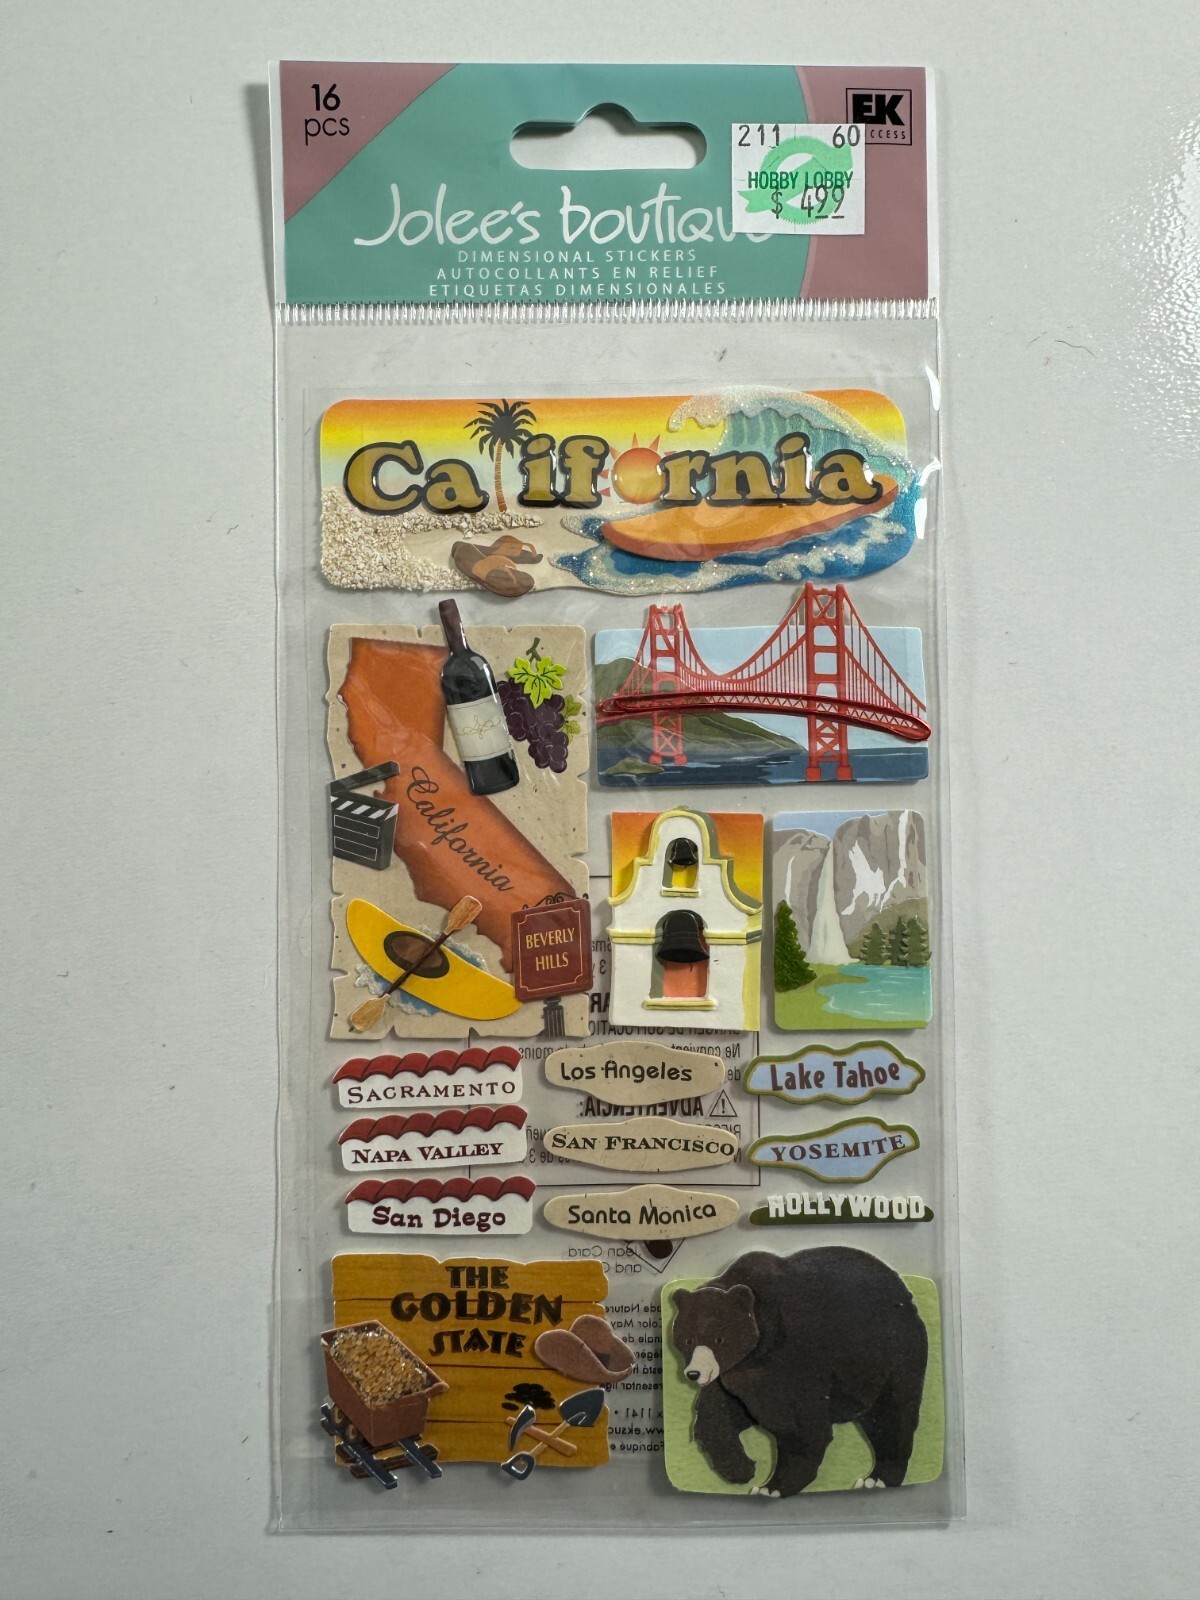 16
pcs
EK
CCESS
211 60
HOBBY LOBBY
$ 4.99
Jolee's boutiqu
DIMENSIONAL STICKERS
AUTOCOLLANTS EN RELIEF
ETIQUETAS DIMENSIONALES
California
California
BEVERLY
HILLS
SACRAMENTO
Los Angeles
Lake Tahoe
NAPA VALLEY
SAN FRANCISCO
YOSEMITE
San Diego
Santa Monica
HOLLYWOOD
THE
GOLDEN
STATE